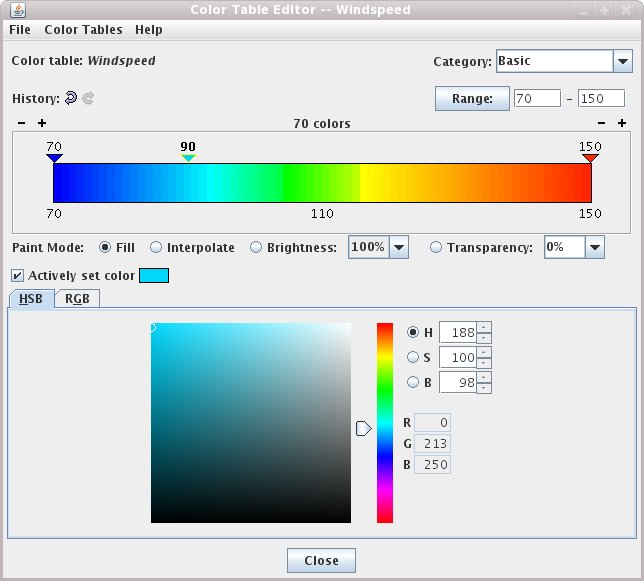 Color Table Editor -- Windspeed
File Color Tables Help
Color table: Windspeed Category: Basic
History: Range: 70 - 150
- + 70 colors - +
70 90 150
70 110 150
Paint Mode: Fill Interpolate Brightness: 100% Transparency: 0%
Actively set color
HSB RGB
H 188
S 100
B 98
R 0
G 213
B 250
Close